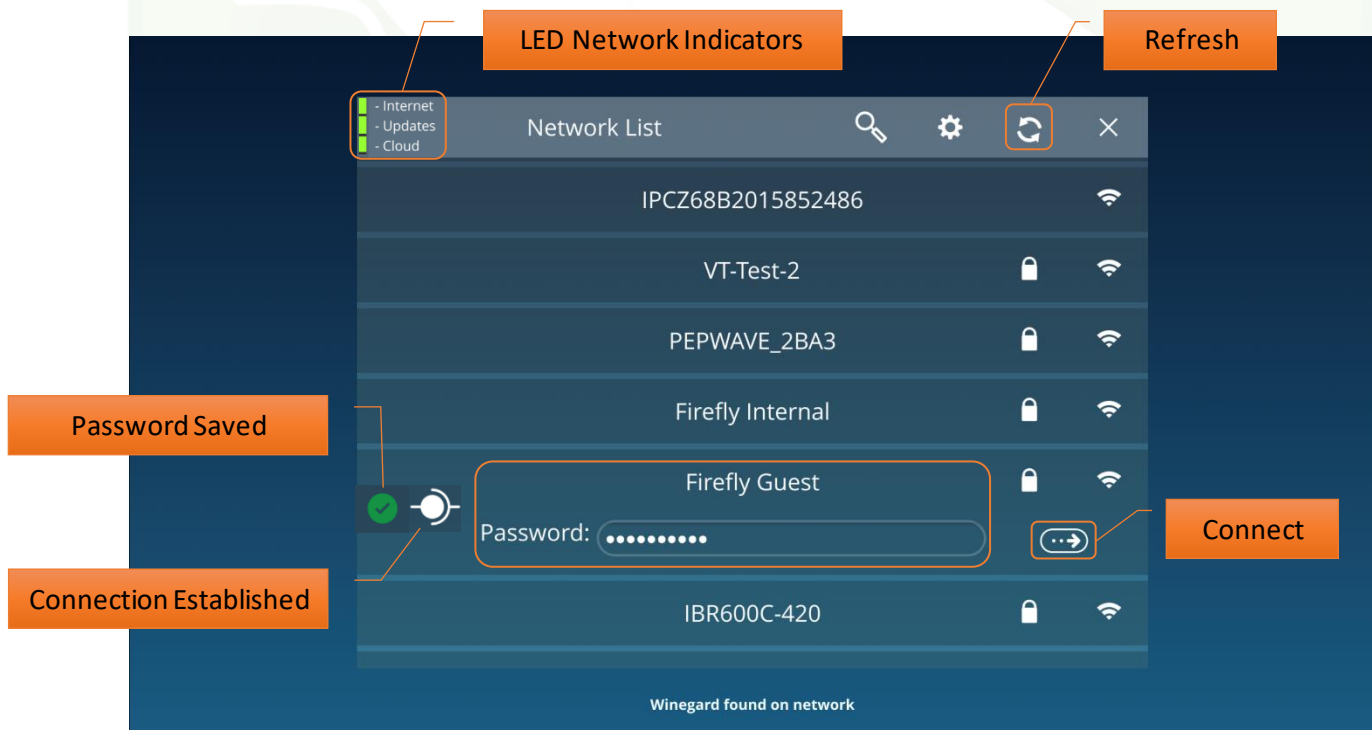 LED Network Indicators
Refresh
- Internet
- Updates
- Cloud
Network List
IPCZ68B2015852486
VT-Test-2
PEPWAVE_2BA3
Firefly Internal
Password Saved
Firefly Guest
Password: ••••••••••
Connect
Connection Established
IBR600C-420
Winegard found on network